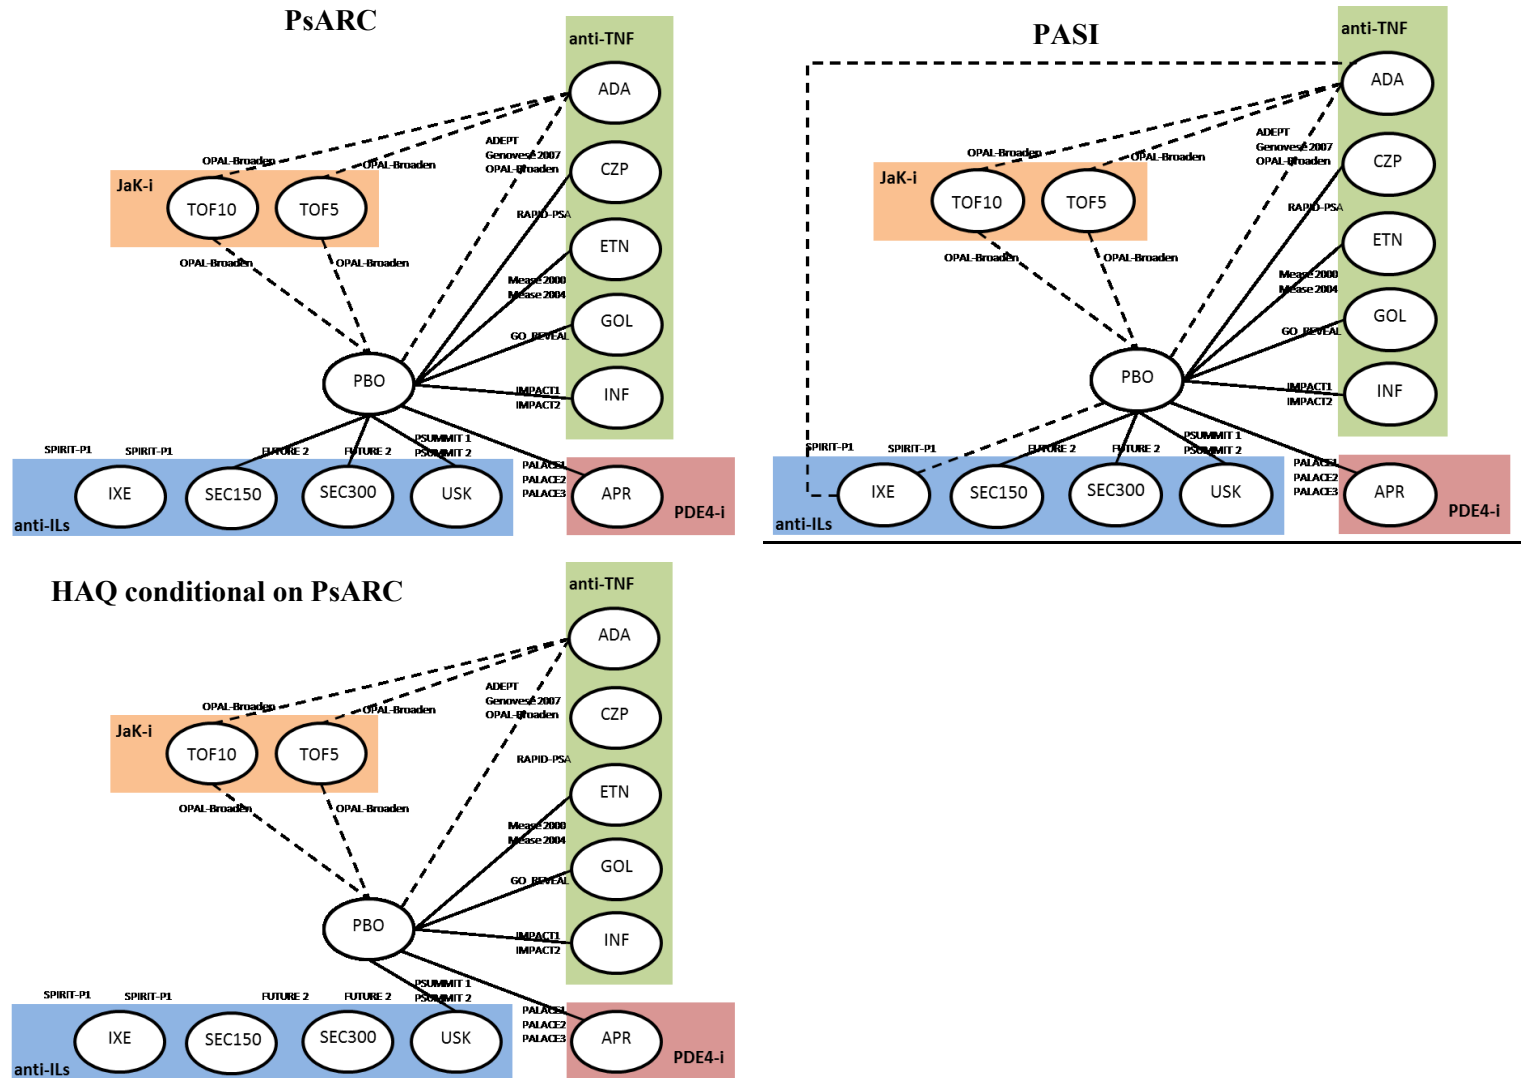 PsARC
anti-TNF
ADA
ADEPT
Genovese 2007
OPAL-Broaden
OPAL-Broaden
OPAL-Broaden
JaK-i
CZP
TOF10
TOF5
RAPID-PSA
ETN
OPAL-Broaden
OPAL-Broaden
Mease 2000
Mease 2004
GOL
GO_REVEAL
PBO
IMPACT1
INF
IMPACT2
SPIRIT-P1
SPIRIT-P1
FUTURE 2
FUTURE 2
PSUMMIT 1
PSUMMIT 2
PALACE1
PALACE2
PALACE3
IXE
SEC150
SEC300
USK
APR
anti-ILs
PDE4-i
PASI
anti-TNF
ADA
ADEPT
Genovese 2007
OPAL-Broaden
OPAL-Broaden
OPAL-Broaden
JaK-i
CZP
TOF10
TOF5
RAPID-PSA
ETN
OPAL-Broaden
OPAL-Broaden
Mease 2000
Mease 2004
GOL
GO_REVEAL
PBO
IMPACT1
INF
IMPACT2
SPIRIT-P1
SPIRIT-P1
FUTURE 2
FUTURE 2
PSUMMIT 1
PSUMMIT 2
PALACE1
PALACE2
PALACE3
IXE
SEC150
SEC300
USK
APR
anti-ILs
PDE4-i
HAQ conditional on PsARC
anti-TNF
ADA
ADEPT
Genovese 2007
OPAL-Broaden
OPAL-Broaden
OPAL-Broaden
JaK-i
CZP
TOF10
TOF5
RAPID-PSA
ETN
OPAL-Broaden
OPAL-Broaden
Mease 2000
Mease 2004
GOL
GO_REVEAL
PBO
IMPACT1
INF
IMPACT2
SPIRIT-P1
SPIRIT-P1
FUTURE 2
FUTURE 2
PSUMMIT 1
PSUMMIT 2
PALACE1
PALACE2
PALACE3
IXE
SEC150
SEC300
USK
APR
anti-ILs
PDE4-i